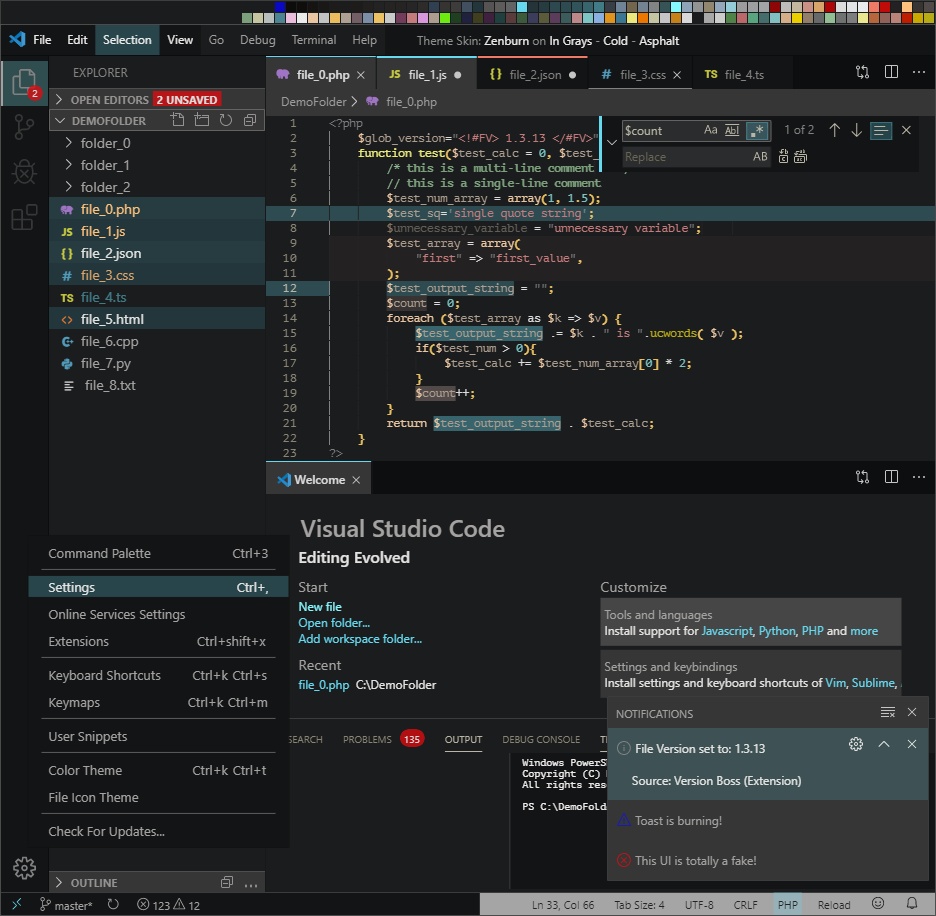 File Edit Selection View Go Debug Terminal Help Theme Skin: Zenburn on In Grays - Cold - Asphalt
2
EXPLORER
OPEN EDITORS 2 UNSAVED
DEMOFOLDER
folder_0
folder_1
folder_2
file_0.php
JS file_1.js
{} file_2.json
# file_3.css
TS file_4.ts
<> file_5.html
file_6.cpp
file_7.py
file_8.txt
file_0.php
JS file_1.js
{} file_2.json
# file_3.css
TS file_4.ts
DemoFolder > file_0.php
$count Aa Abl .* 1 of 2
Replace AB
1 <?php
2 $glob_version="<!#FV> 1.3.13 </#FV>"
3 function test($test_calc = 0, $test_
4 /* this is a multi-line comment
5 // this is a single-line comment
6 $test_num_array = array(1, 1.5);
7 $test_sq='single quote string';
8 $unnecessary_variable = "unnecessary variable";
9 $test_array = array(
10 "first" => "first_value",
11 );
12 $test_output_string = "";
13 $count = 0;
14 foreach ($test_array as $k => $v) {
15 $test_output_string .= $k . " is ".ucwords( $v );
16 if($test_num > 0){
17 $test_calc += $test_num_array[0] * 2;
18 }
19 $count++;
20 }
21 return $test_output_string . $test_calc;
22 }
23 ?>
Welcome
Visual Studio Code
Editing Evolved
Start
New file
Open folder...
Add workspace folder...
Recent
file_0.php C:\DemoFolder
Customize
Tools and languages
Install support for Javascript, Python, PHP and more
Settings and keybindings
Install settings and keyboard shortcuts of Vim, Sublime,
Command Palette Ctrl+3
Settings Ctrl+,
Online Services Settings
Extensions Ctrl+shift+x
Keyboard Shortcuts Ctrl+k Ctrl+s
Keymaps Ctrl+k Ctrl+m
User Snippets
Color Theme Ctrl+k Ctrl+t
File Icon Theme
Check For Updates...
SEARCH PROBLEMS 135 OUTPUT DEBUG CONSOLE T
Windows PowerS
Copyright (C)
All rights rese
PS C:\DemoFold
NOTIFICATIONS
File Version set to: 1.3.13
Source: Version Boss (Extension)
Toast is burning!
This UI is totally a fake!
OUTLINE
master* 123 12 Ln 33, Col 66 Tab Size: 4 UTF-8 CRLF PHP Reload